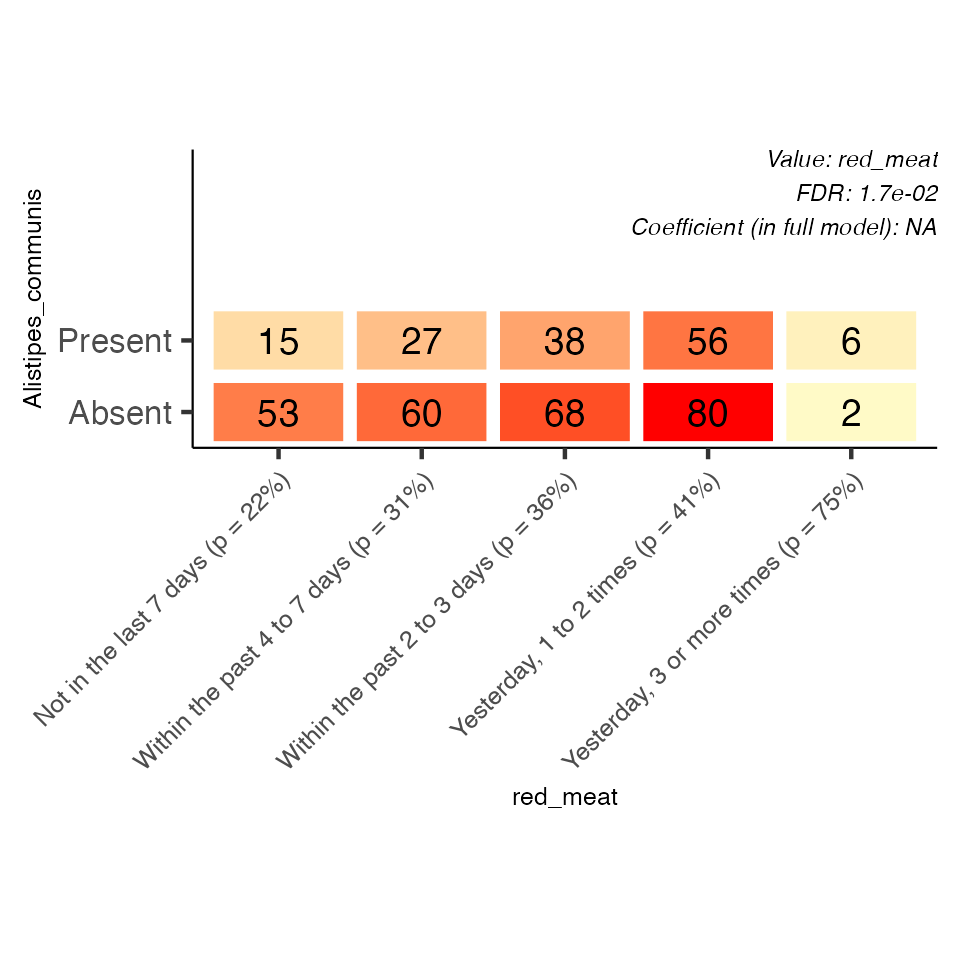 Value: red_meat
FDR: 1.7e-02
Coefficient (in full model): NA
Alistipes_communis
Present 15 27 38 56 6
Absent 53 60 68 80 2
Not in the last 7 days (p = 22%)
Within the past 4 to 7 days (p = 31%)
Within the past 2 to 3 days (p = 36%)
Yesterday, 1 to 2 times (p = 41%)
Yesterday, 3 or more times (p = 75%)
red_meat